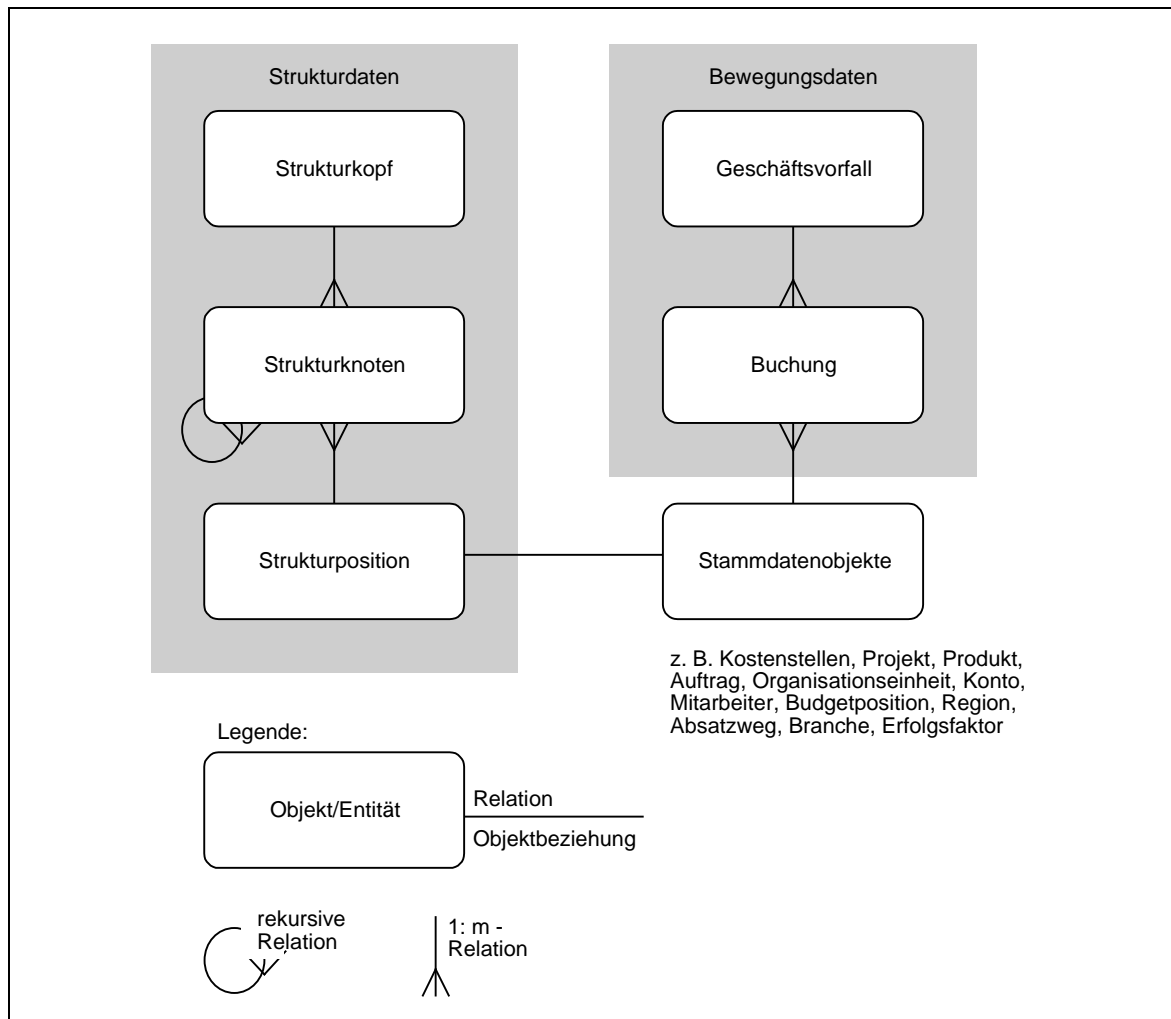 Strukturdaten
Bewegungsdaten
Strukturkopf
Geschäftsvorfall
Strukturknoten
Buchung
Strukturposition
Stammdatenobjekte
z. B. Kostenstellen, Projekt, Produkt,
Auftrag, Organisationseinheit, Konto,
Mitarbeiter, Budgetposition, Region,
Absatzweg, Branche, Erfolgsfaktor
Legende:
Objekt/Entität
Relation
Objektbeziehung
rekursive
Relation
1: m -
Relation